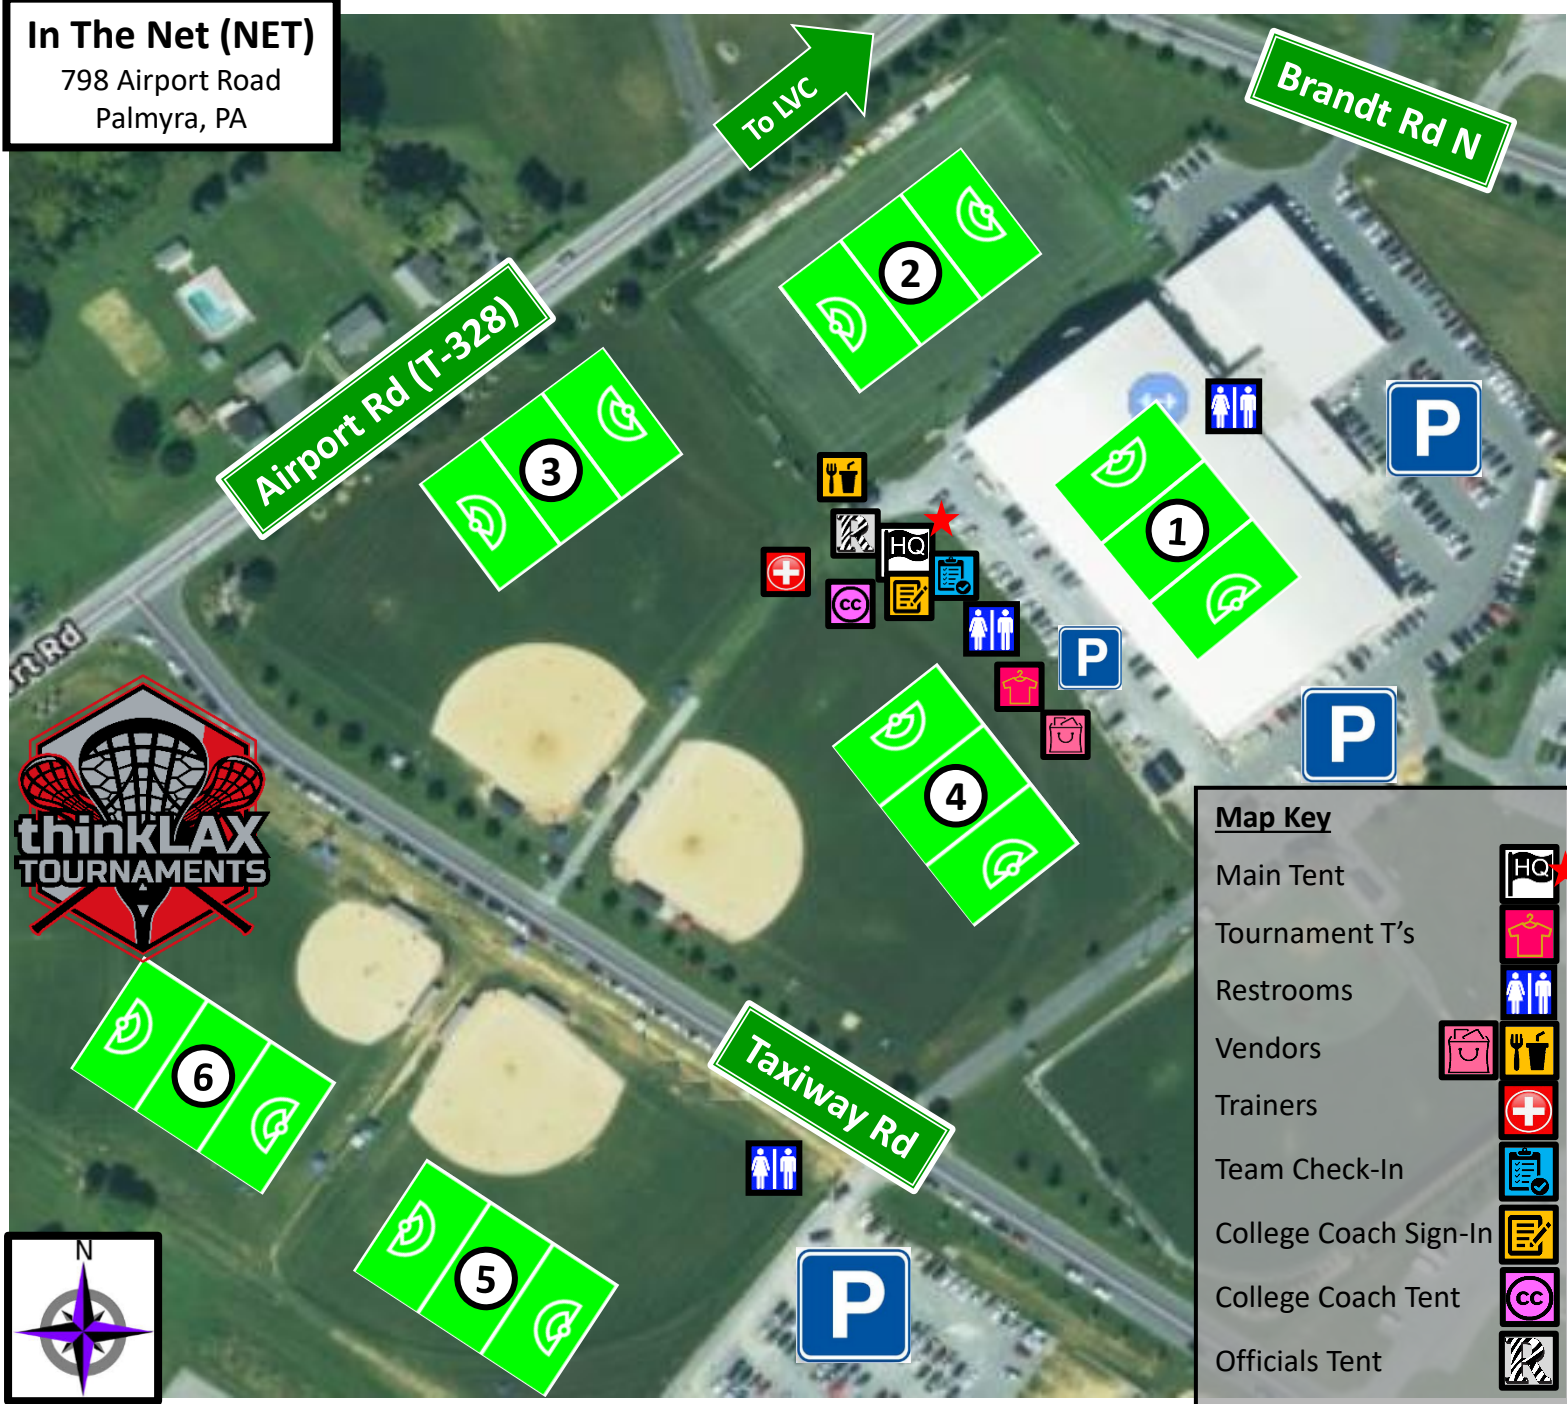 In The Net (NET)
798 Airport Road
Palmyra, PA
To LVC
Brandt Rd N
Airport Rd (T-328)
2
3
1
HQ
R
CC
P
P
P
4
rt Rd
thinkLAX
TOURNAMENTS
6
5
Taxiway Rd
P
N
Map Key
Main Tent
HQ
Tournament T’s
Restrooms
Vendors
Trainers
Team Check-In
College Coach Sign-In
College Coach Tent
CC
Officials Tent
R